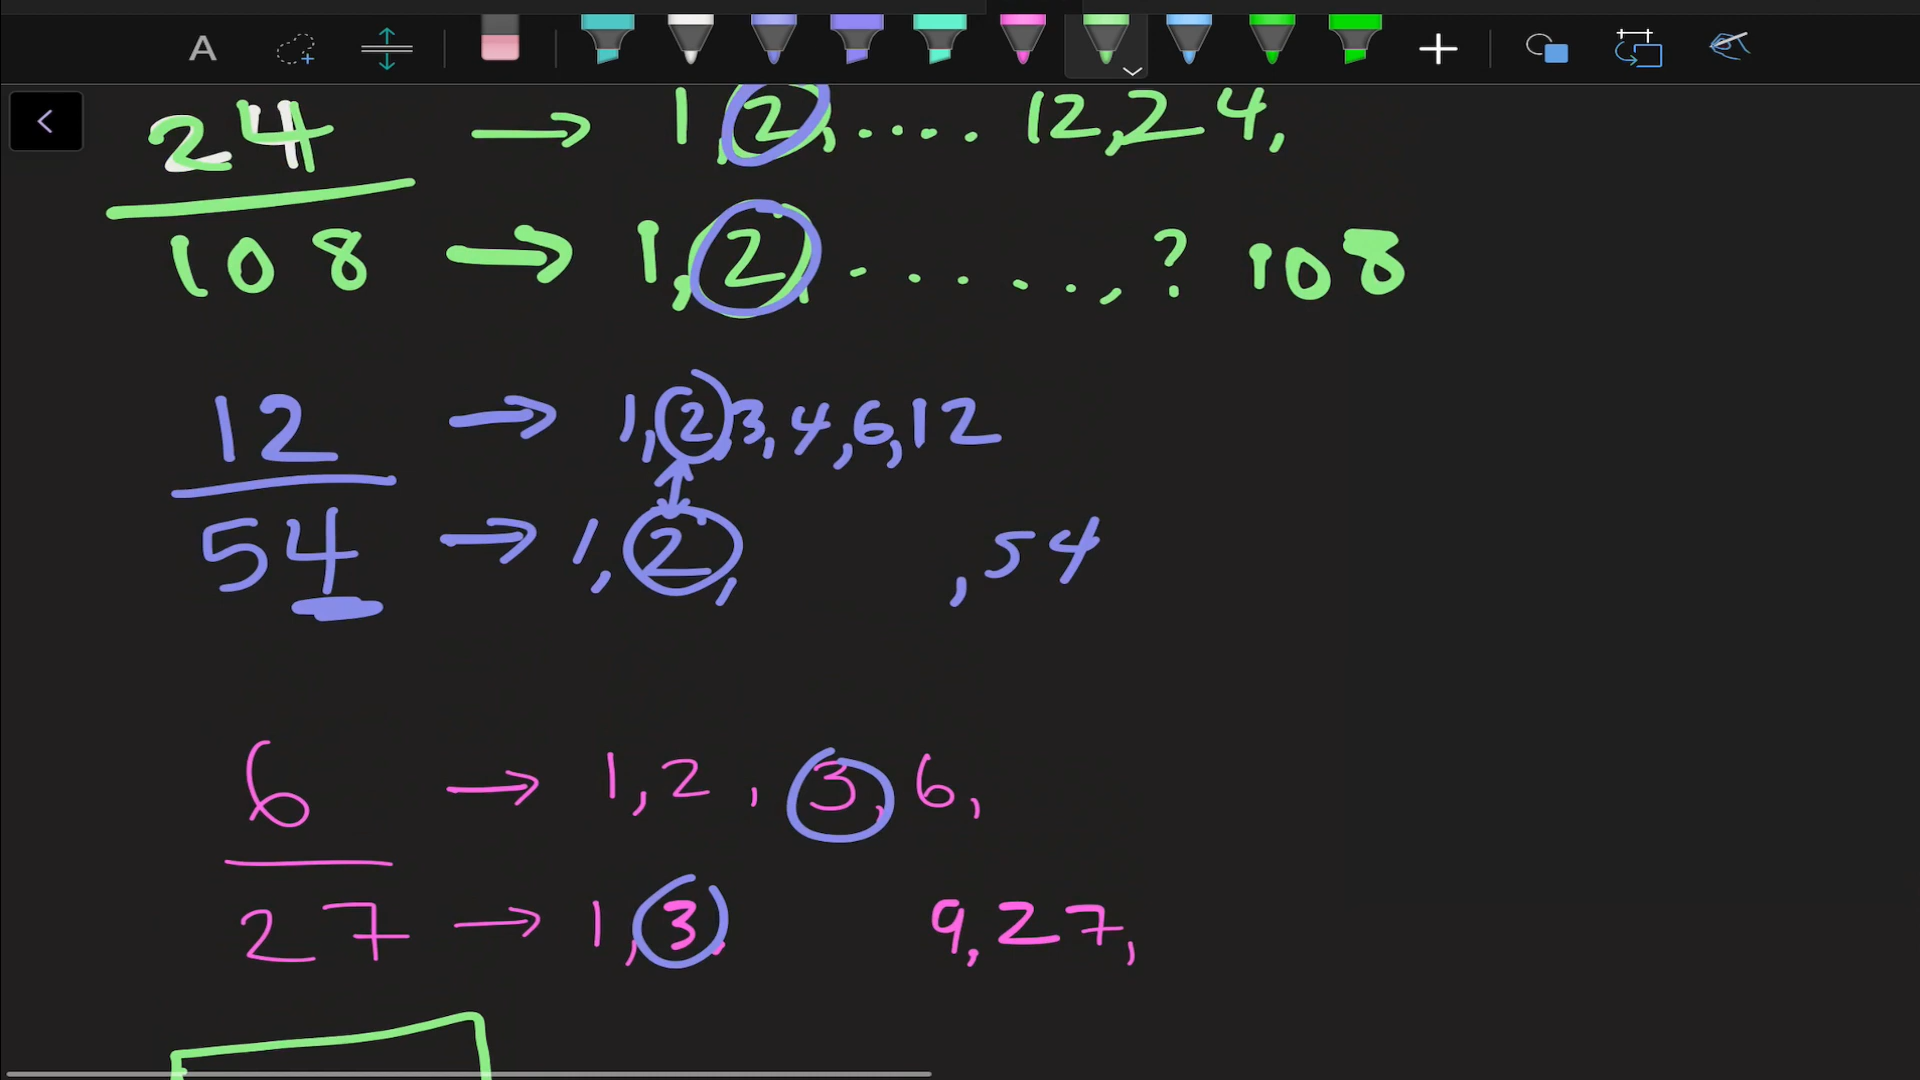 A
24 → 1, 2, .... 12, 24,
108 → 1, 2, ....., ? 108
12 → 1, 2, 3, 4, 6, 12
54 → 1, 2, , 54
6 → 1, 2, 3, 6,
27 → 1, 3, 9, 27,